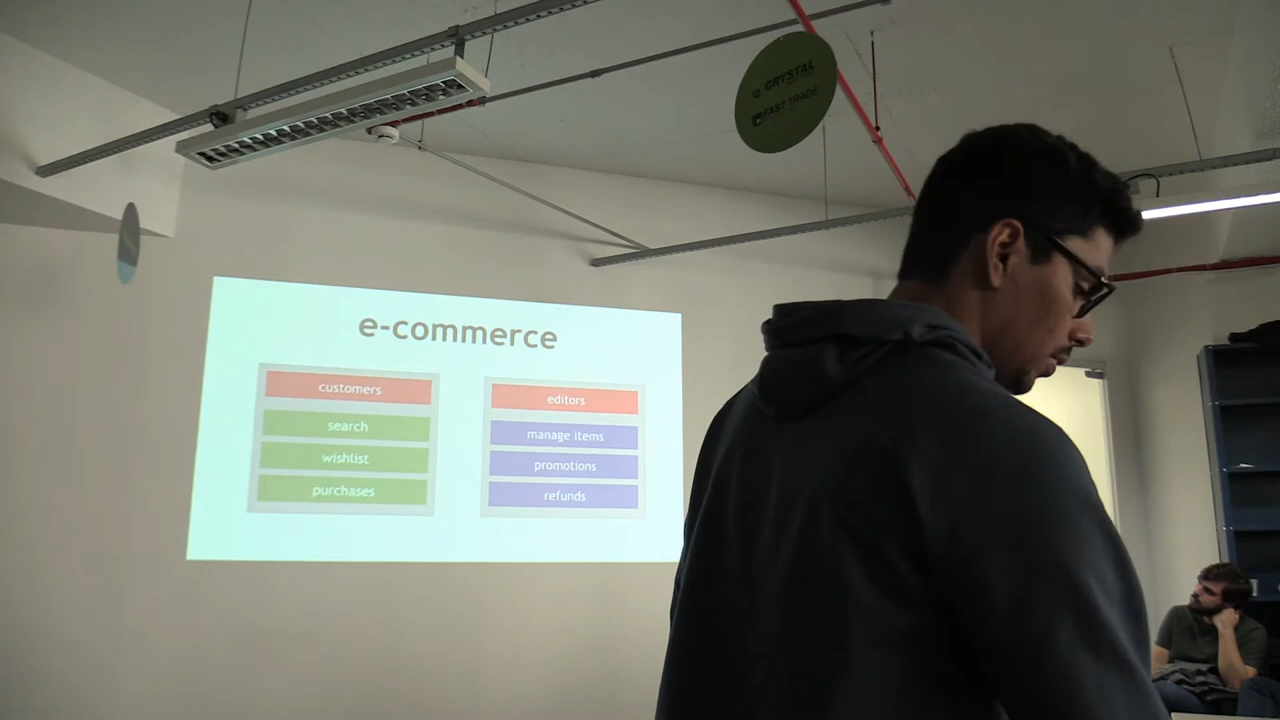 CRYSTAL
FAST TRADE
e-commerce
customers
search
wishlist
purchases
editors
manage items
promotions
refunds